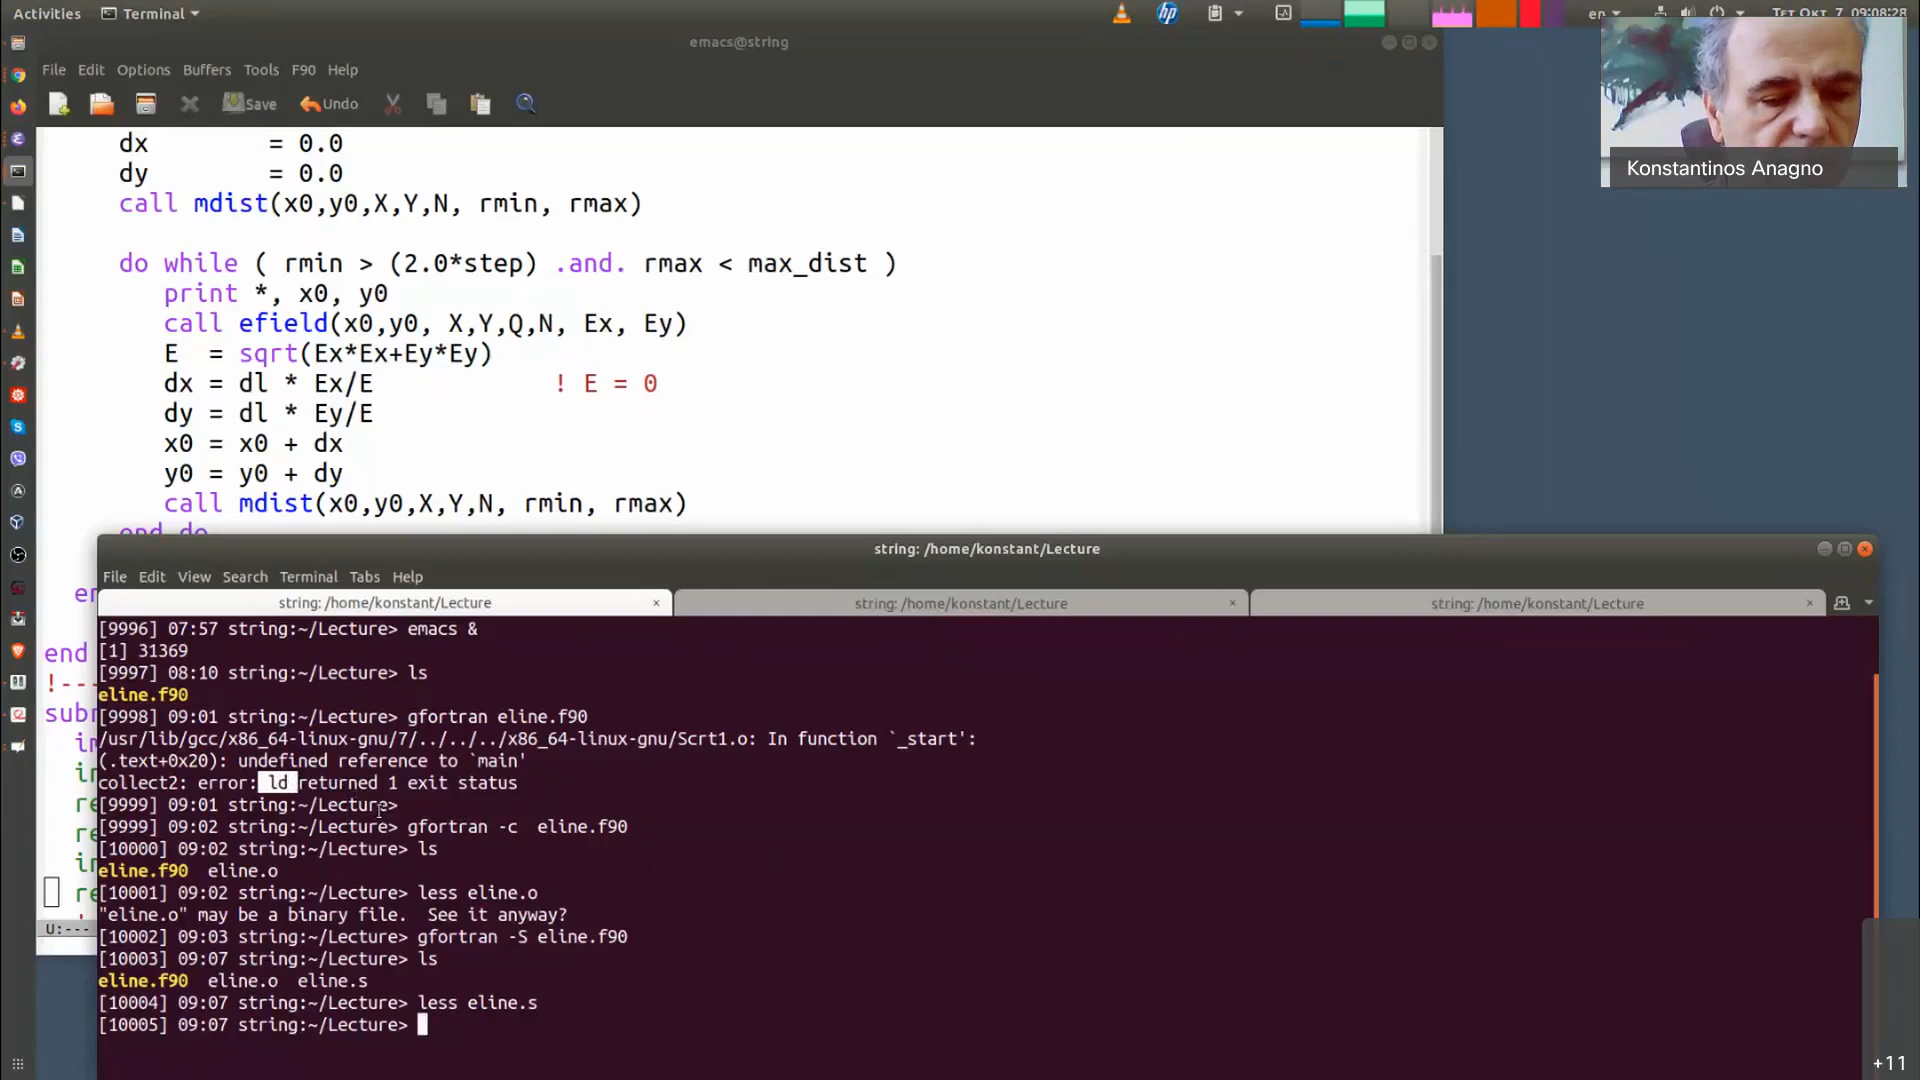 Activities Terminal en Τετ Οκτ 7, 09:08:28
emacs@string
File Edit Options Buffers Tools F90 Help
Save Undo
dx = 0.0
dy = 0.0
call mdist(x0,y0,X,Y,N, rmin, rmax)
do while ( rmin > (2.0*step) .and. rmax < max_dist )
print *, x0, y0
call efield(x0,y0, X,Y,Q,N, Ex, Ey)
E = sqrt(Ex*Ex+Ey*Ey)
dx = dl * Ex/E ! E = 0
dy = dl * Ey/E
x0 = x0 + dx
y0 = y0 + dy
call mdist(x0,y0,X,Y,N, rmin, rmax)
end do
end
!---
U:---
Konstantinos Anagno
string: /home/konstant/Lecture
File Edit View Search Terminal Tabs Help
string: /home/konstant/Lecture × string: /home/konstant/Lecture × string: /home/konstant/Lecture ×
[9996] 07:57 string:~/Lecture> emacs &
[1] 31369
[9997] 08:10 string:~/Lecture> ls
eline.f90
[9998] 09:01 string:~/Lecture> gfortran eline.f90
/usr/lib/gcc/x86_64-linux-gnu/7/../../../x86_64-linux-gnu/Scrt1.o: In function `_start':
(.text+0x20): undefined reference to `main'
collect2: error: ld returned 1 exit status
[9999] 09:01 string:~/Lecture>
[9999] 09:02 string:~/Lecture> gfortran -c  eline.f90
[10000] 09:02 string:~/Lecture> ls
eline.f90  eline.o
[10001] 09:02 string:~/Lecture> less eline.o
"eline.o" may be a binary file.  See it anyway?
[10002] 09:03 string:~/Lecture> gfortran -S eline.f90
[10003] 09:07 string:~/Lecture> ls
eline.f90  eline.o  eline.s
[10004] 09:07 string:~/Lecture> less eline.s
[10005] 09:07 string:~/Lecture>
+11